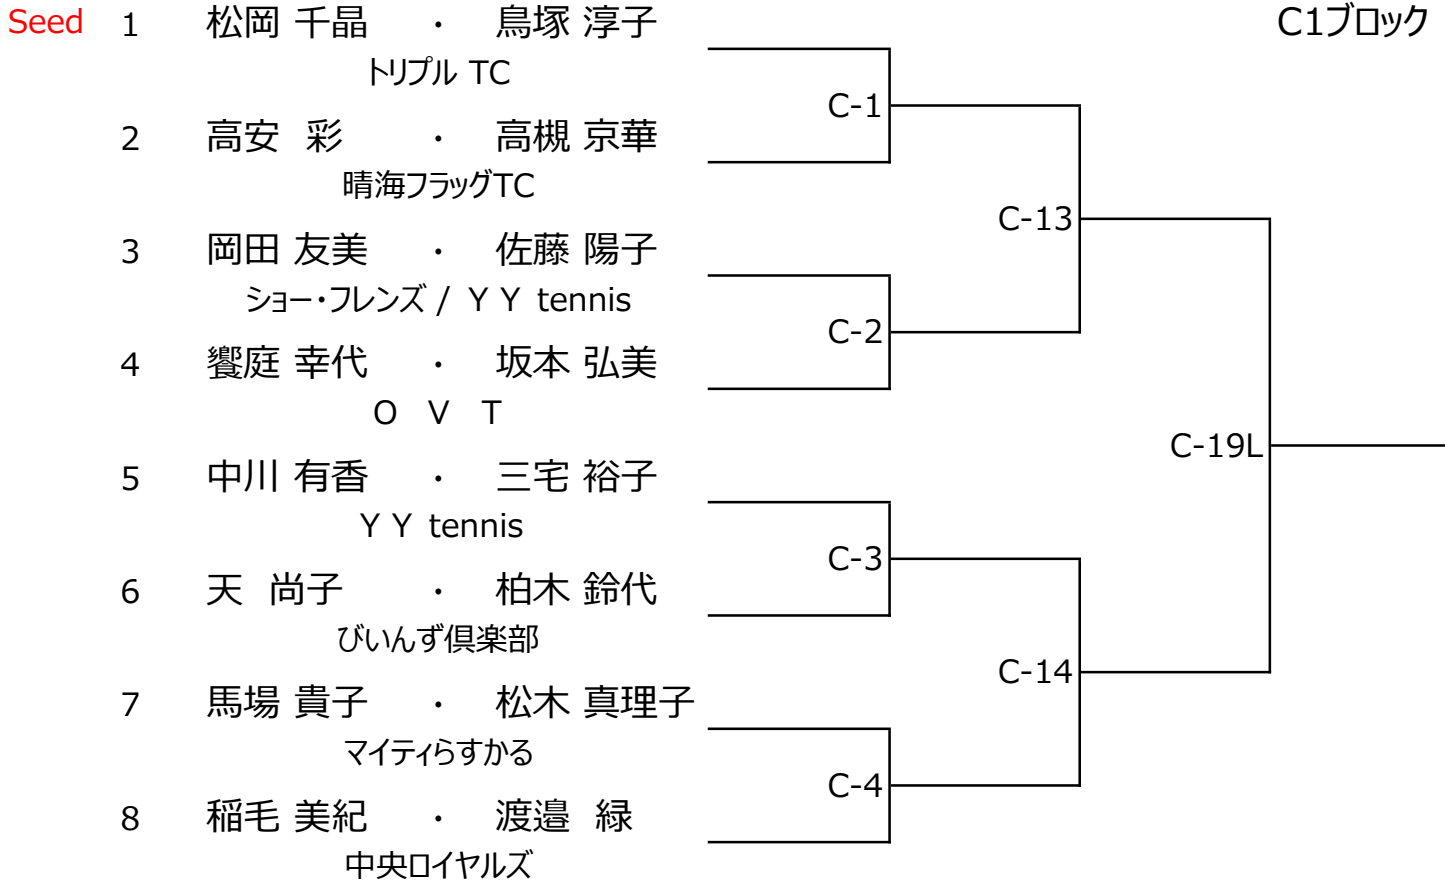 Seed 1 松岡 千晶 ・ 鳥塚 淳子 C1ブロック
トリプル TC
C-1
2 高安 彩 ・ 高槻 京華
晴海フラッグTC
C-13
3 岡田 友美 ・ 佐藤 陽子
ショー・フレンズ / ＹＹ tennis
C-2
4 饗庭 幸代 ・ 坂本 弘美
Ｏ Ｖ Ｔ
C-19L
5 中川 有香 ・ 三宅 裕子
ＹＹ tennis
C-3
6 天 尚子 ・ 柏木 鈴代
びいんず倶楽部
C-14
7 馬場 貴子 ・ 松木 真理子
マイティらすかる
C-4
8 稲毛 美紀 ・ 渡邉 緑
中央ロイヤルズ